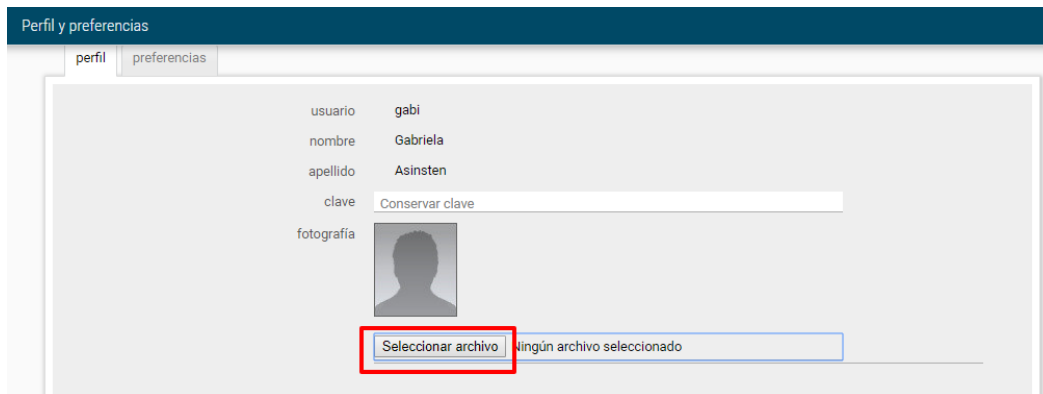 Perfil y preferencias
perfil preferencias
usuario gabi
nombre Gabriela
apellido Asinsten
clave Conservar clave
fotografía
Seleccionar archivo Ningún archivo seleccionado